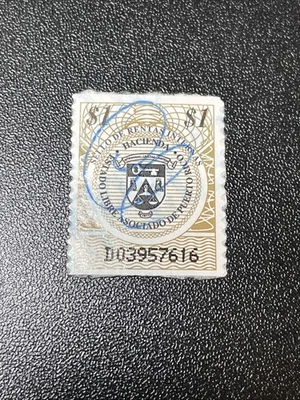 $1 $1
SELLO DE RENTAS INTERNAS
HACIENDA
ESTADO LIBRE ASOCIADO DE PUERTO RICO
D03957616